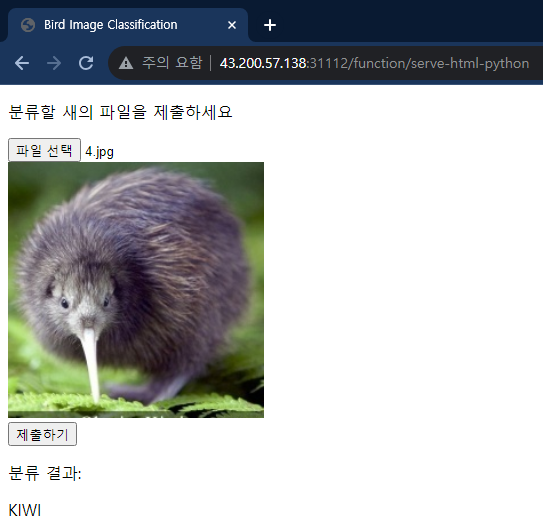 Bird Image Classification
주의 요함 43.200.57.138:31112/function/serve-html-python
분류할 새의 파일을 제출하세요
파일 선택 4.jpg
제출하기
분류 결과:
KIWI